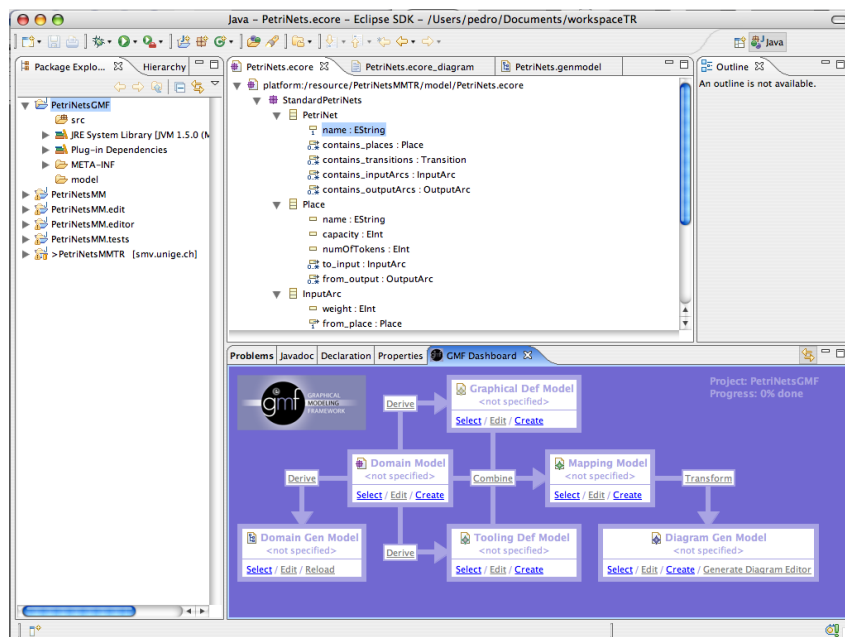 Java – PetriNets.ecore – Eclipse SDK – /Users/pedro/Documents/workspaceTR
Java
Package Explo...
Hierarchy
PetriNetsGMF
src
JRE System Library [JVM 1.5.0 (M
Plug-in Dependencies
META-INF
model
PetriNetsMM
PetriNetsMM.edit
PetriNetsMM.editor
PetriNetsMM.tests
>PetriNetsMMTR [smv.unige.ch]
PetriNets.ecore
PetriNets.ecore_diagram
PetriNets.genmodel
platform:/resource/PetriNetsMMTR/model/PetriNets.ecore
StandardPetriNets
PetriNet
name : EString
contains_places : Place
contains_transitions : Transition
contains_inputArcs : InputArc
contains_outputArcs : OutputArc
Place
name : EString
capacity : EInt
numOfTokens : EInt
to_input : InputArc
from_output : OutputArc
InputArc
weight : EInt
from_place : Place
Outline
An outline is not available.
Problems Javadoc Declaration Properties GMF Dashboard
gmf GRAPHICAL
MODELING
FRAMEWORK
Project: PetriNetsGMF
Progress: 0% done
Derive
Graphical Def Model
<not specified>
Select / Edit / Create
Derive
Domain Model
<not specified>
Select / Edit / Create
Combine
Mapping Model
<not specified>
Select / Edit / Create
Transform
Domain Gen Model
<not specified>
Select / Edit / Reload
Derive
Tooling Def Model
<not specified>
Select / Edit / Create
Diagram Gen Model
<not specified>
Select / Edit / Create / Generate Diagram Editor